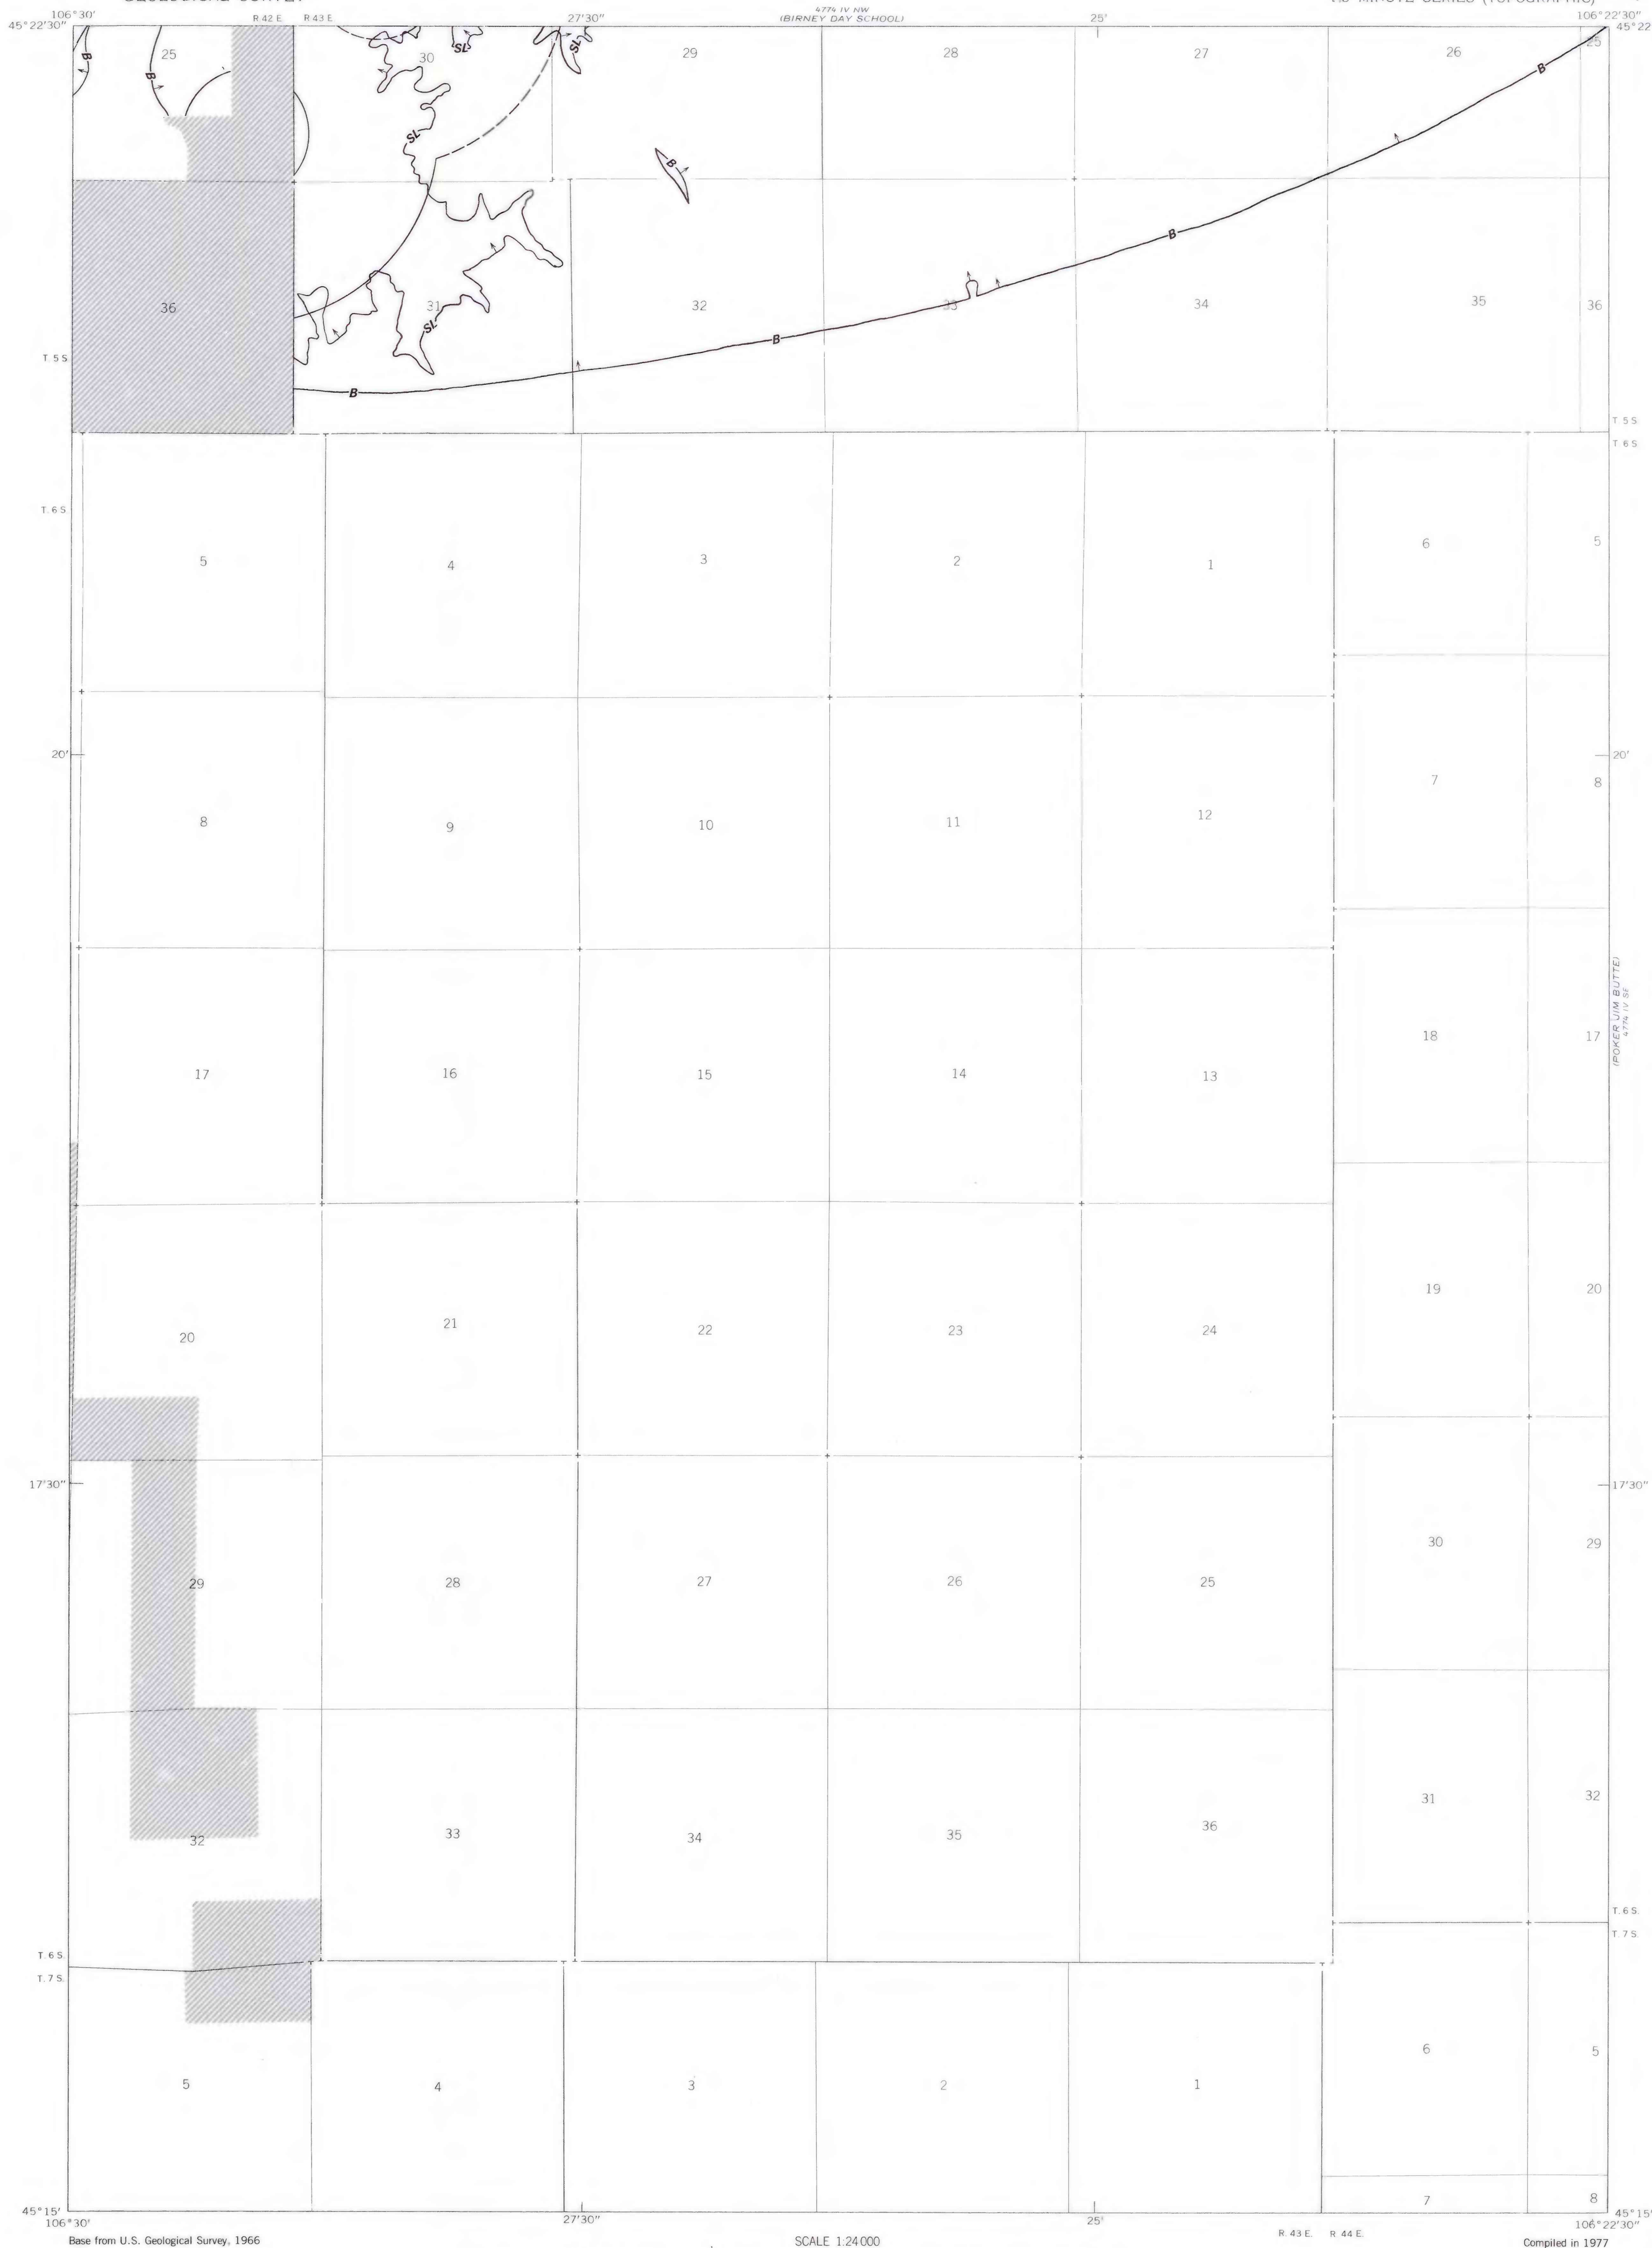 106°30'
R.42 E. R 43 E
27'30"
4774 IV NW
(BIRNEY DAY SCHOOL)
25'
106°22'30"
45°22'30"
45°22
25
30
SL
SL
29
28
27
26
25
B
B
B
SL
B
B
36
31
SL
32
33
34
35
36
T. 5 S.
B
B
T. 5 S
T. 6 S
T. 6 S.
5
4
3
2
1
6
5
20'
20'
8
9
10
11
12
7
8
(POKER JIM BUTTE)
4774 IV SE
17
16
15
14
13
18
17
20
21
22
23
24
19
20
17'30"
17'30"
29
28
27
26
25
30
29
32
33
34
35
36
31
32
T. 6 S.
T. 7 S.
T. 6 S.
T. 7 S.
5
4
3
2
1
6
5
7
8
45°15'
45°15'
106°30'
27'30"
25'
R. 43 E. R. 44 E.
106°22'30"
Base from U.S. Geological Survey, 1966
SCALE 1:24 000
Compiled in 1977